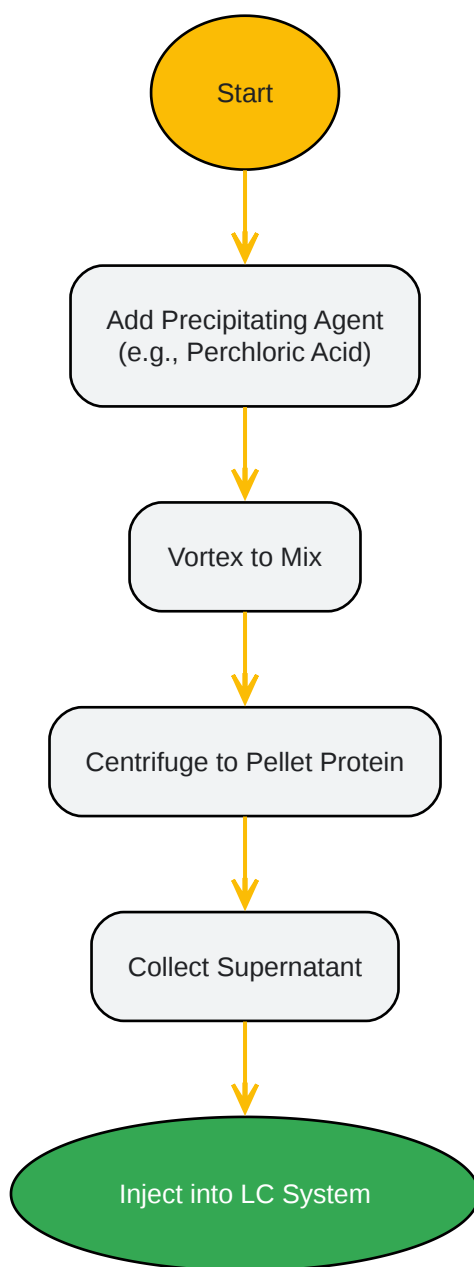 Start
Add Precipitating Agent
(e.g., Perchloric Acid)
Vortex to Mix
Centrifuge to Pellet Protein
Collect Supernatant
Inject into LC System